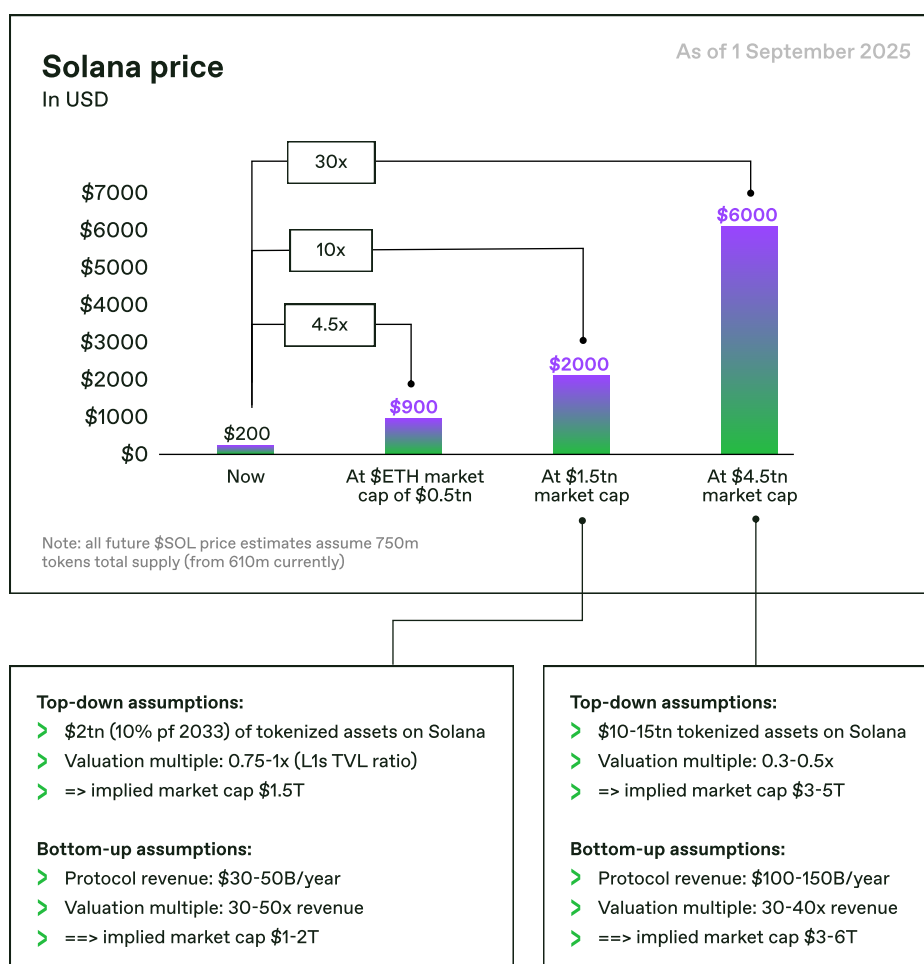 As of 1 September 2025
Solana price
In USD
30x
$7000
$6000
$6000
10x
$5000
$4000
4.5x
$3000
$2000
$2000
$1000
$900
$200
$0
Now
At $ETH market
cap of $0.5tn
At $1.5tn
market cap
At $4.5tn
market cap
Note: all future $SOL price estimates assume 750m
tokens total supply (from 610m currently)
Top-down assumptions:
> $2tn (10% pf 2033) of tokenized assets on Solana
> Valuation multiple: 0.75-1x (L1s TVL ratio)
> => implied market cap $1.5T
Bottom-up assumptions:
> Protocol revenue: $30-50B/year
> Valuation multiple: 30-50x revenue
> ==> implied market cap $1-2T
Top-down assumptions:
> $10-15tn tokenized assets on Solana
> Valuation multiple: 0.3-0.5x
> => implied market cap $3-5T
Bottom-up assumptions:
> Protocol revenue: $100-150B/year
> Valuation multiple: 30-40x revenue
> ==> implied market cap $3-6T